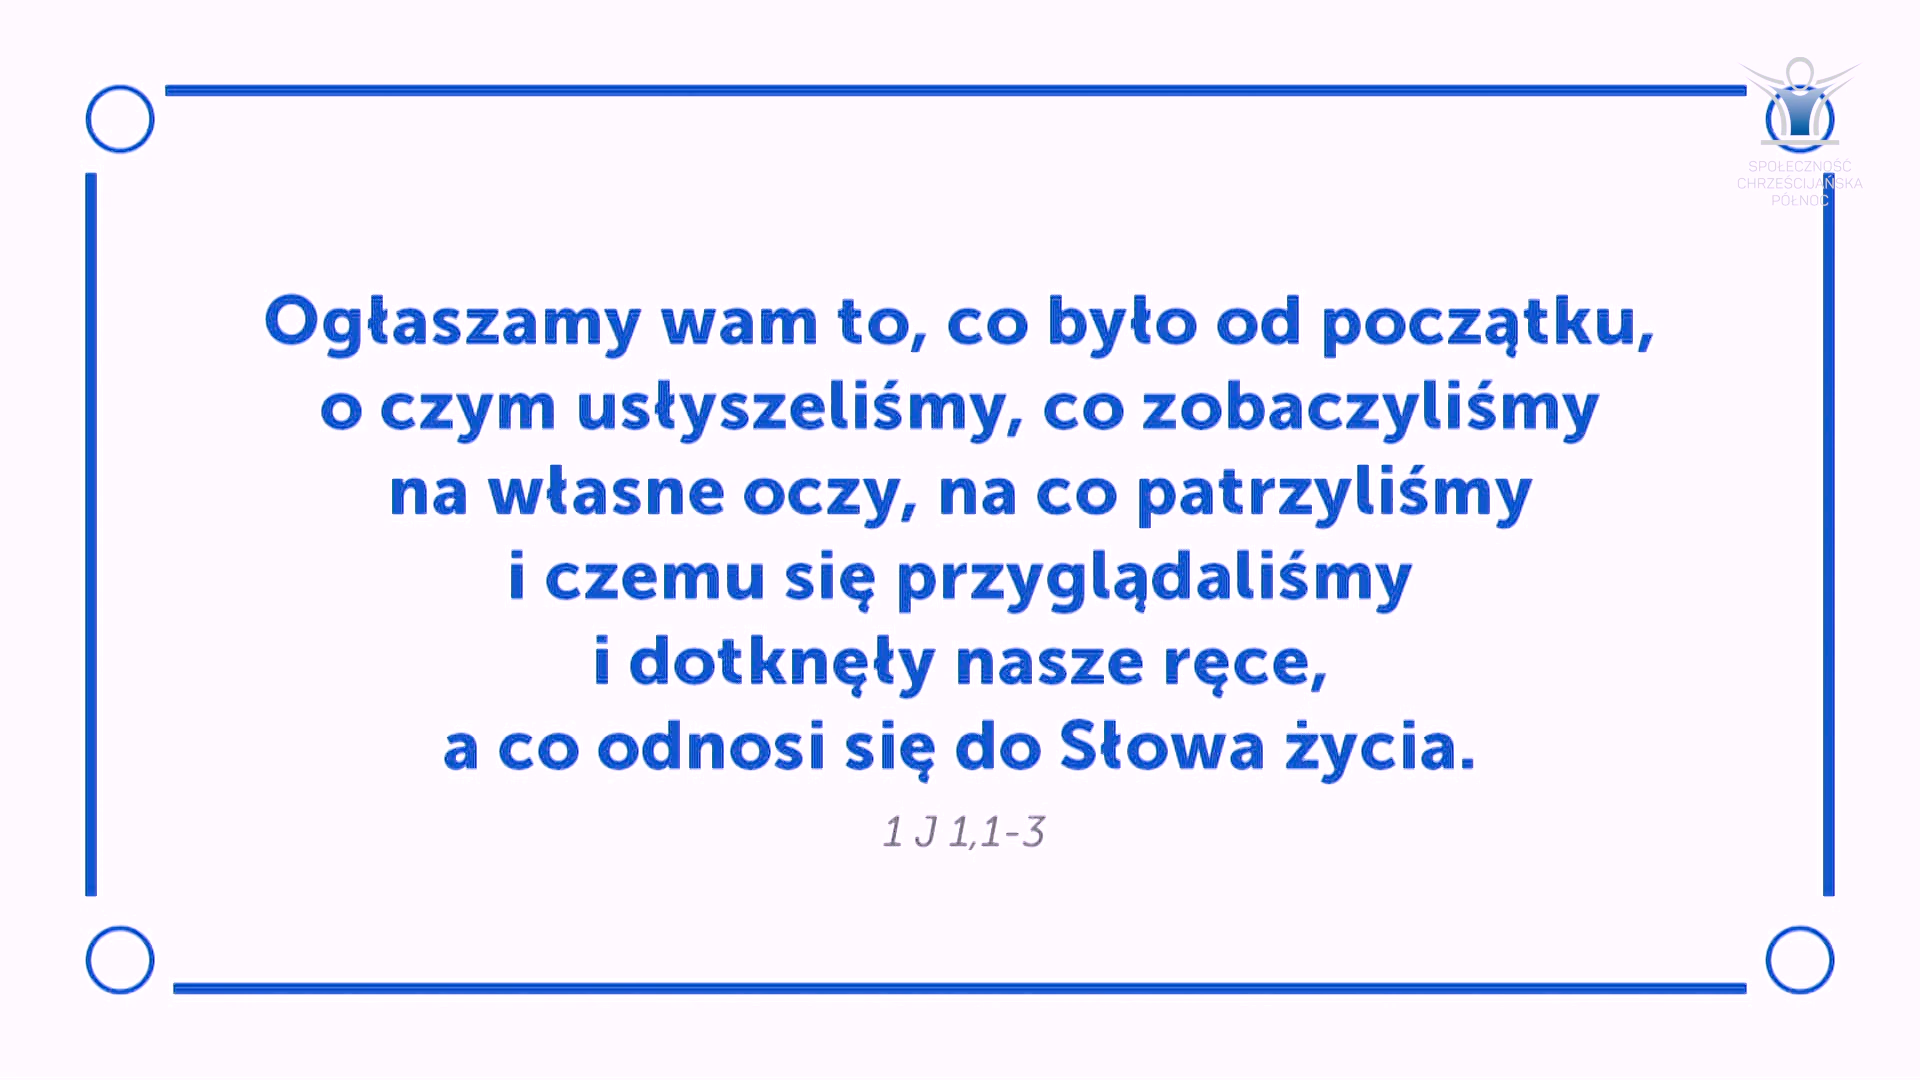 SPOŁECZNOŚĆ
CHRZEŚCIJAŃSKA
PÓŁNOC
Ogłaszamy wam to, co było od początku,
o czym usłyszeliśmy, co zobaczyliśmy
na własne oczy, na co patrzyliśmy
i czemu się przyglądaliśmy
i dotknęły nasze ręce,
a co odnosi się do Słowa życia.
1 J 1,1-3